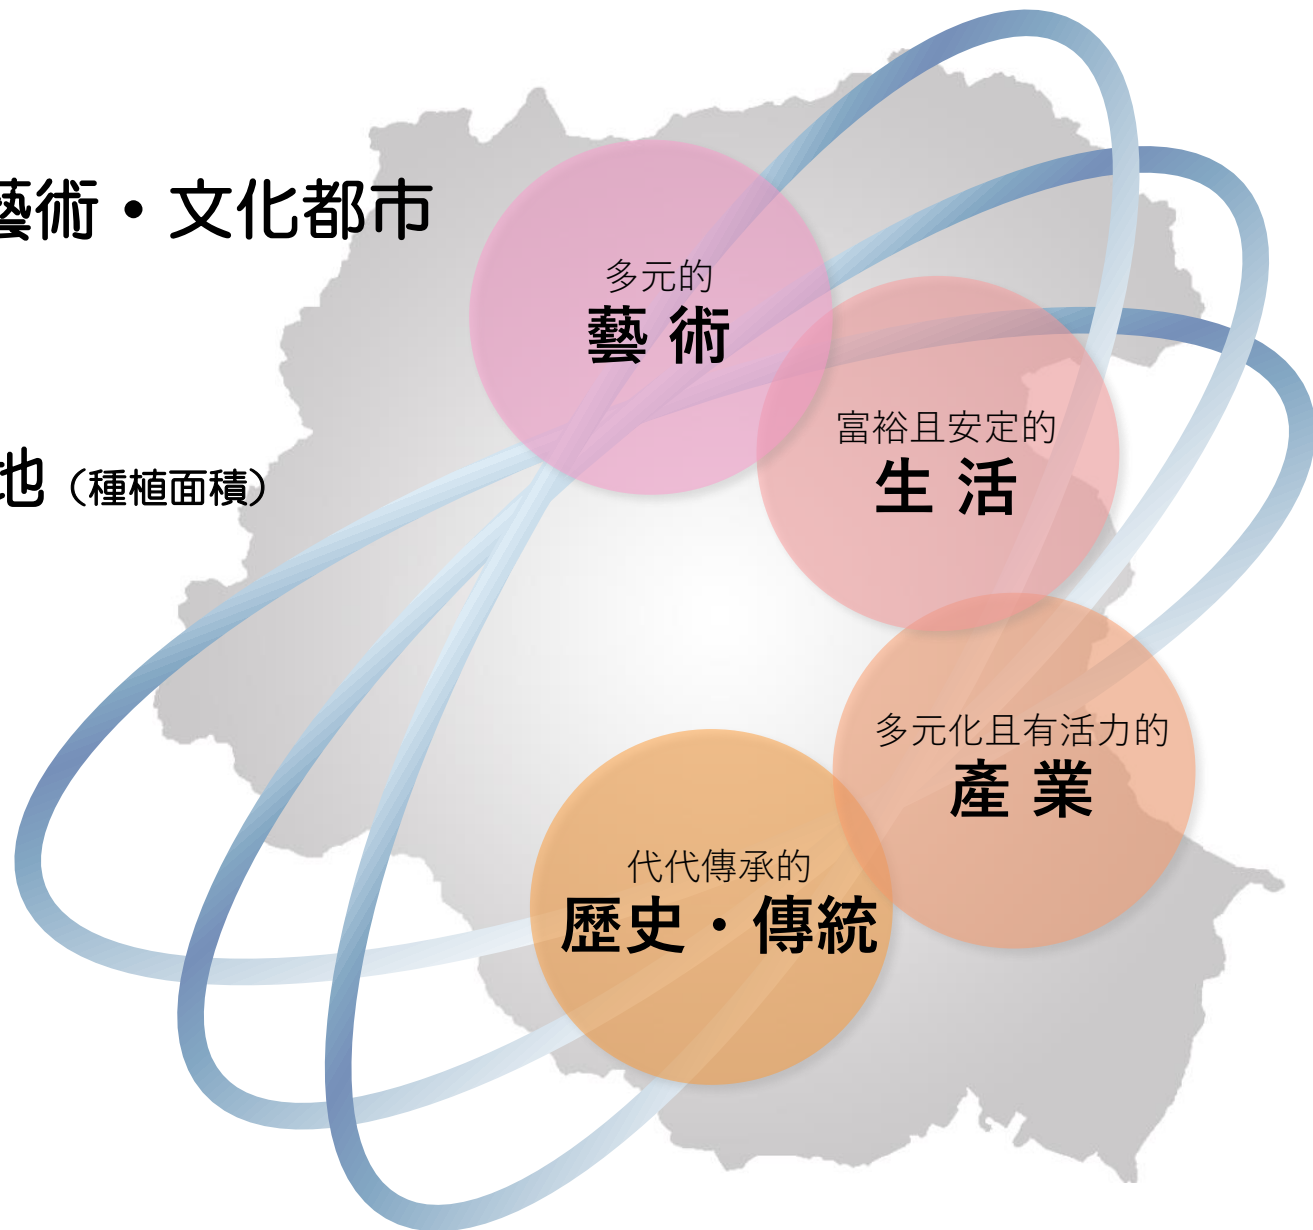 藝術・文化都市
地（種植面積）
多元的
藝術
富裕且安定的
生活
多元化且有活力的
產業
代代傳承的
歷史・傳統